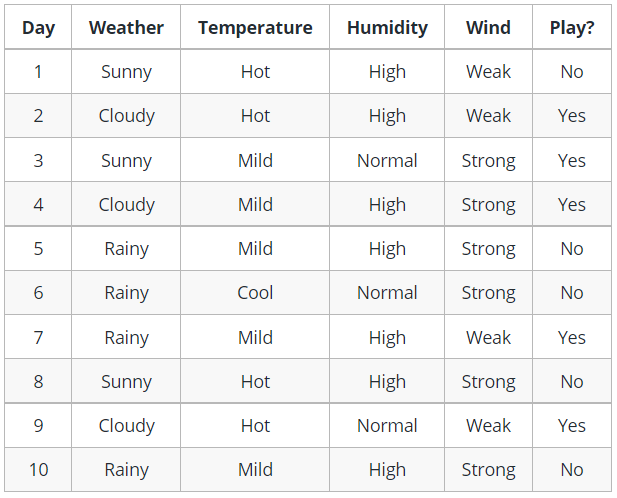 Day Weather Temperature Humidity Wind Play?
1 Sunny Hot High Weak No
2 Cloudy Hot High Weak Yes
3 Sunny Mild Normal Strong Yes
4 Cloudy Mild High Strong Yes
5 Rainy Mild High Strong No
6 Rainy Cool Normal Strong No
7 Rainy Mild High Weak Yes
8 Sunny Hot High Strong No
9 Cloudy Hot Normal Weak Yes
10 Rainy Mild High Strong No